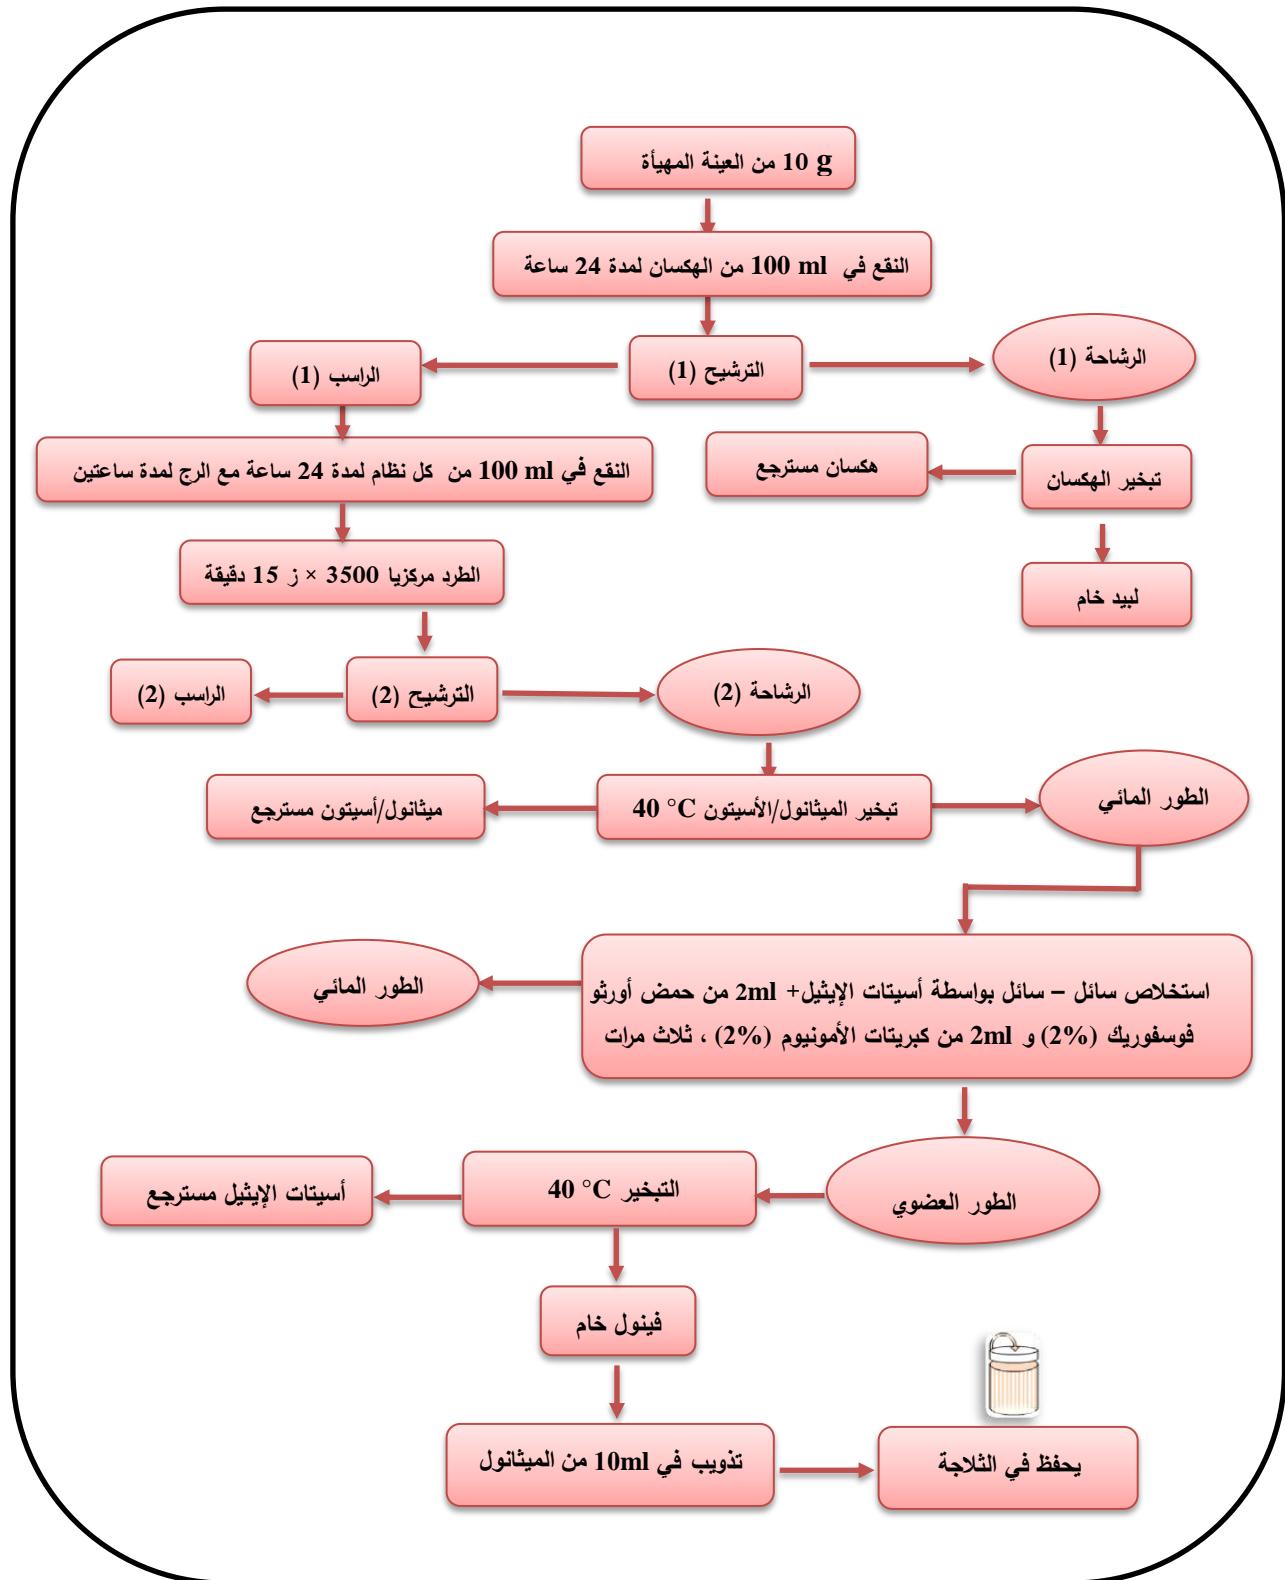 10 g من العينة المهيأة
النقع في 100 ml من الهكسان لمدة 24 ساعة
الرشاحة (1)
الترشيح (1)
الراسب (1)
النقع في 100 ml من كل نظام لمدة 24 ساعة مع الرج لمدة ساعتين
هكسان مسترجع
تبخير الهكسان
الطرد مركزيا 3500 × ز 15 دقيقة
لبيد خام
الرشاحة (2)
الترشيح (2)
الراسب (2)
الطور المائي
تبخير الميثانول/الأسيتون 40 °C
ميثانول/أسيتون مسترجع
استخلاص سائل – سائل بواسطة أسيتات الإيثيل+ 2ml من حمض أورثو
فوسفوريك (2%) و 2ml من كبريتات الأمونيوم (2%) ، ثلاث مرات
الطور المائي
الطور العضوي
التبخير 40 °C
أسيتات الإيثيل مسترجع
فينول خام
تذويب في 10ml من الميثانول
يحفظ في الثلاجة